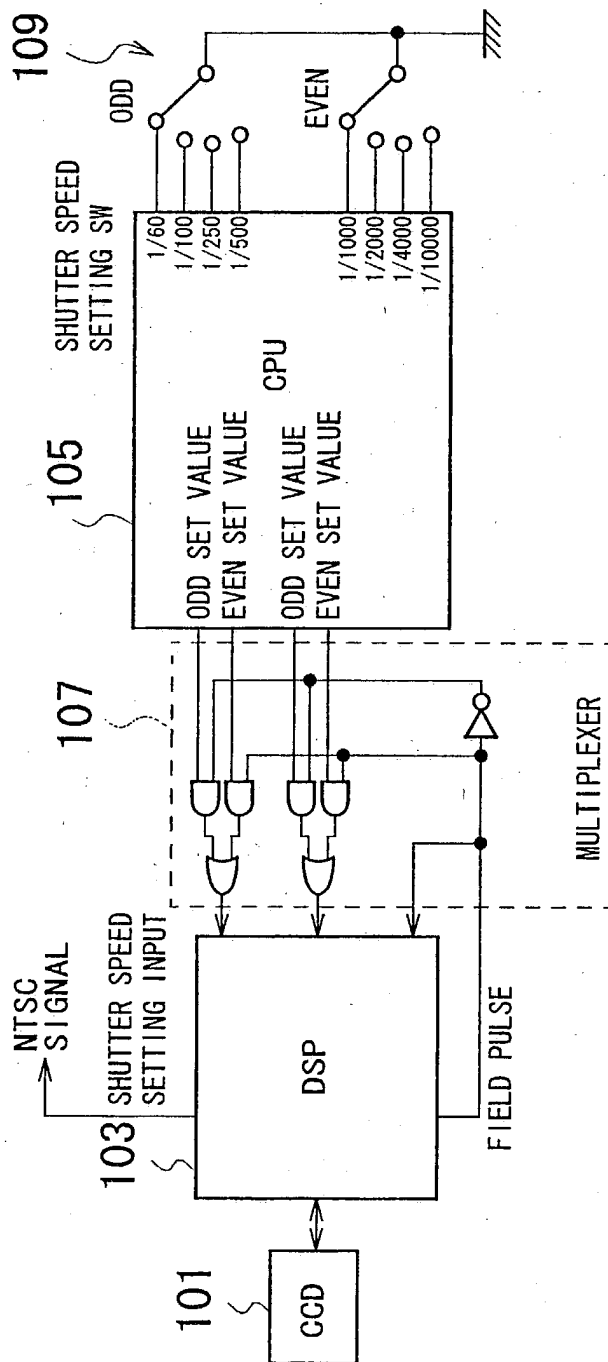 101
CCD
103
DSP
NTSC
SIGNAL
SHUTTER SPEED
SETTING INPUT
FIELD PULSE
107
MULTIPLEXER
105
ODD SET VALUE
EVEN SET VALUE
ODD SET VALUE
EVEN SET VALUE
CPU
SHUTTER SPEED
SETTING SW
1/60
1/100
1/250
1/500
1/1000
1/2000
1/4000
1/10000
109
ODD
EVEN